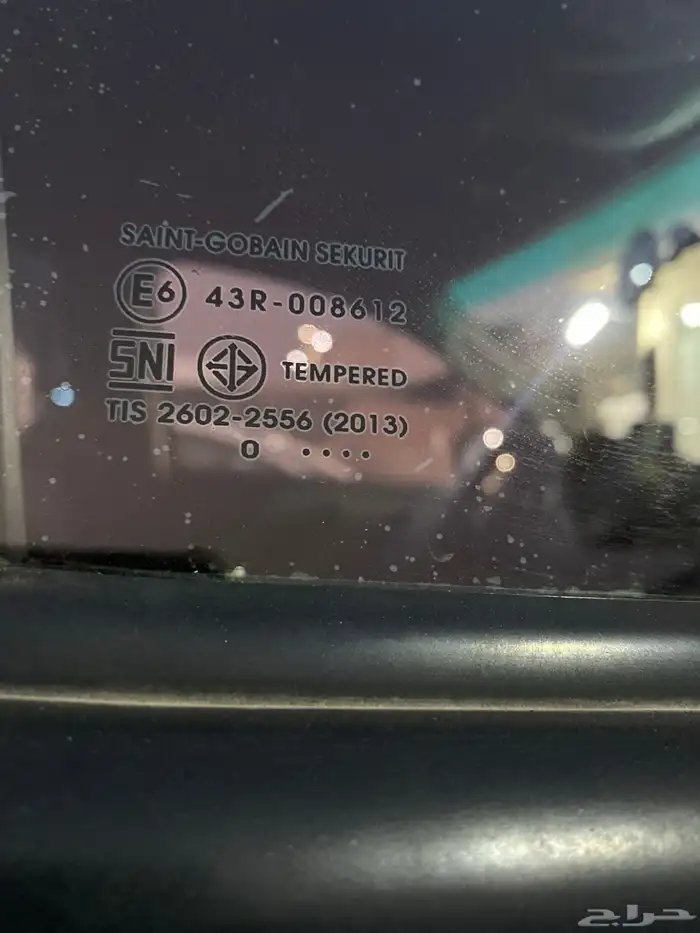 SAINT-GOBAIN SEKURIT
E6 43R-008612
SNI TEMPERED
TIS 2602-2556 (2013)
0 ....
حراج